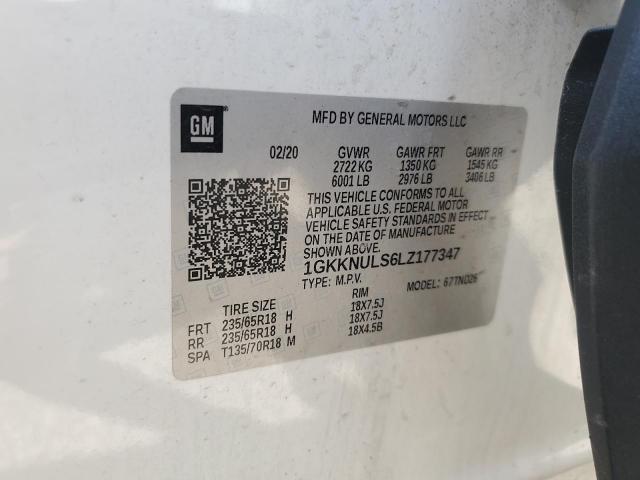 GM
MFD BY GENERAL MOTORS LLC
02/20 GVWR GAWR FRT GAWR RR
2722 KG 1350 KG 1545 KG
6001 LB 2976 LB 3406 LB
THIS VEHICLE CONFORMS TO ALL
APPLICABLE U.S. FEDERAL MOTOR
VEHICLE SAFETY STANDARDS IN EFFECT ON THE DATE OF MANUFACTURE
SHOWN ABOVE.
1GKKNULS6LZ177347
TYPE: M.P.V. MODEL: 67TNL26
TIRE SIZE RIM
FRT 235/65R18 H 18X7.5J
RR 235/65R18 H 18X7.5J
SPA T135/70R18 M 18X4.5B